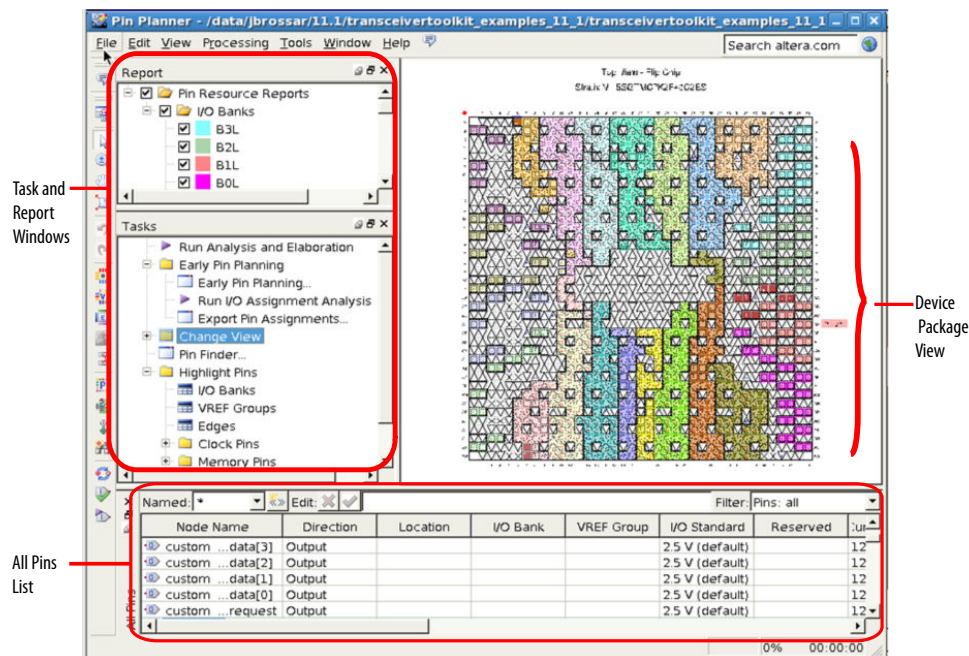 Pin Planner - /data/jbrossar/11.1/transceivertoolkit_examples_11_1/transceivertoolkit_examples_11_1
File Edit View Processing Tools Window Help
Search altera.com
Report
Pin Resource Reports
I/O Banks
B3L
B2L
B1L
B0L
Tasks
Run Analysis and Elaboration
Early Pin Planning
Early Pin Planning...
Run I/O Assignment Analysis
Export Pin Assignments...
Change View
Pin Finder...
Highlight Pins
I/O Banks
VREF Groups
Edges
Clock Pins
Memory Pins
Top View - Flip Chip
Stratix V
Task and
Report
Windows
Device
Package
View
All Pins
List
Named: * Edit: Filter: Pins: all
Node Name Direction Location I/O Bank VREF Group I/O Standard Reserved
custom ...data[3] Output 2.5 V (default) 12
custom ...data[2] Output 2.5 V (default) 12
custom ...data[1] Output 2.5 V (default) 12
custom ...data[0] Output 2.5 V (default) 12
custom ...request Output 2.5 V (default) 12
All Pins
0% 00:00:00